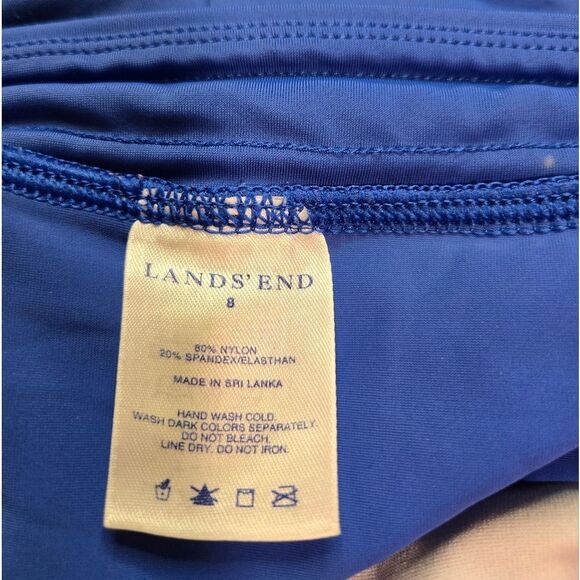 LANDS' END
8
80% NYLON
20% SPANDEX/ELASTHAN
MADE IN SRI LANKA
HAND WASH COLD.
WASH DARK COLORS SEPARATELY.
DO NOT BLEACH.
LINE DRY. DO NOT IRON.